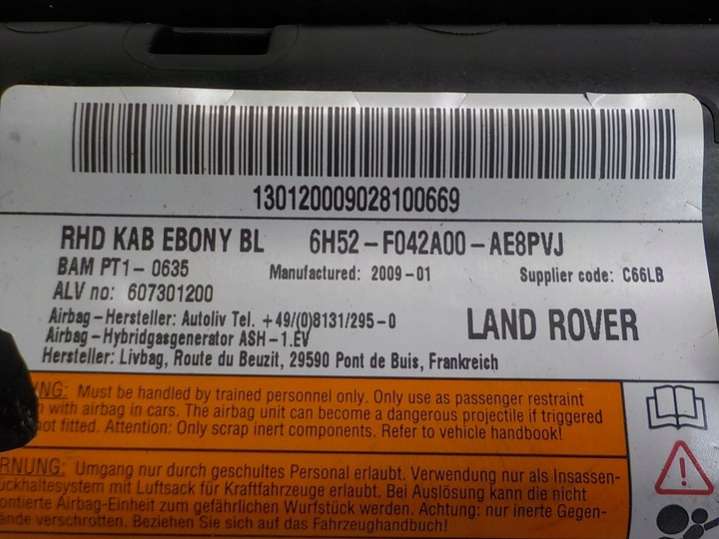 130120009028100669
RHD KAB EBONY BL 6H52-F042A00-AE8PVJ
BAM PT1-0635 Manufactured: 2009-01 Supplier code: C66LB
ALV no: 607301200
Airbag-Hersteller: Autoliv Tel. +49/(0)8131/295-0
Airbag-Hybridgasgenerator ASH-1.EV
LAND ROVER
Hersteller: Livbag, Route du Beuzit, 29590 Pont de Buis, Frankreich
Must be handled by trained personnel only. Only use as passenger restraint
with airbag in cars. The airbag unit can become a dangerous projectile if triggered
not fitted. Attention: Only scrap inert components. Refer to vehicle handbook!
Umgang nur durch geschultes Personal erlaubt. Verwendung nur als Insassen-
mit Luftsack für Kraftfahrzeuge erlaubt. Bei Auslösung kann die nicht
Airbag-Einheit zum gefährlichen Wurfstück werden. Achtung: nur inerte Gegen-
verschrotten. Beziehen Sie sich auf das Fahrzeughandbuch!